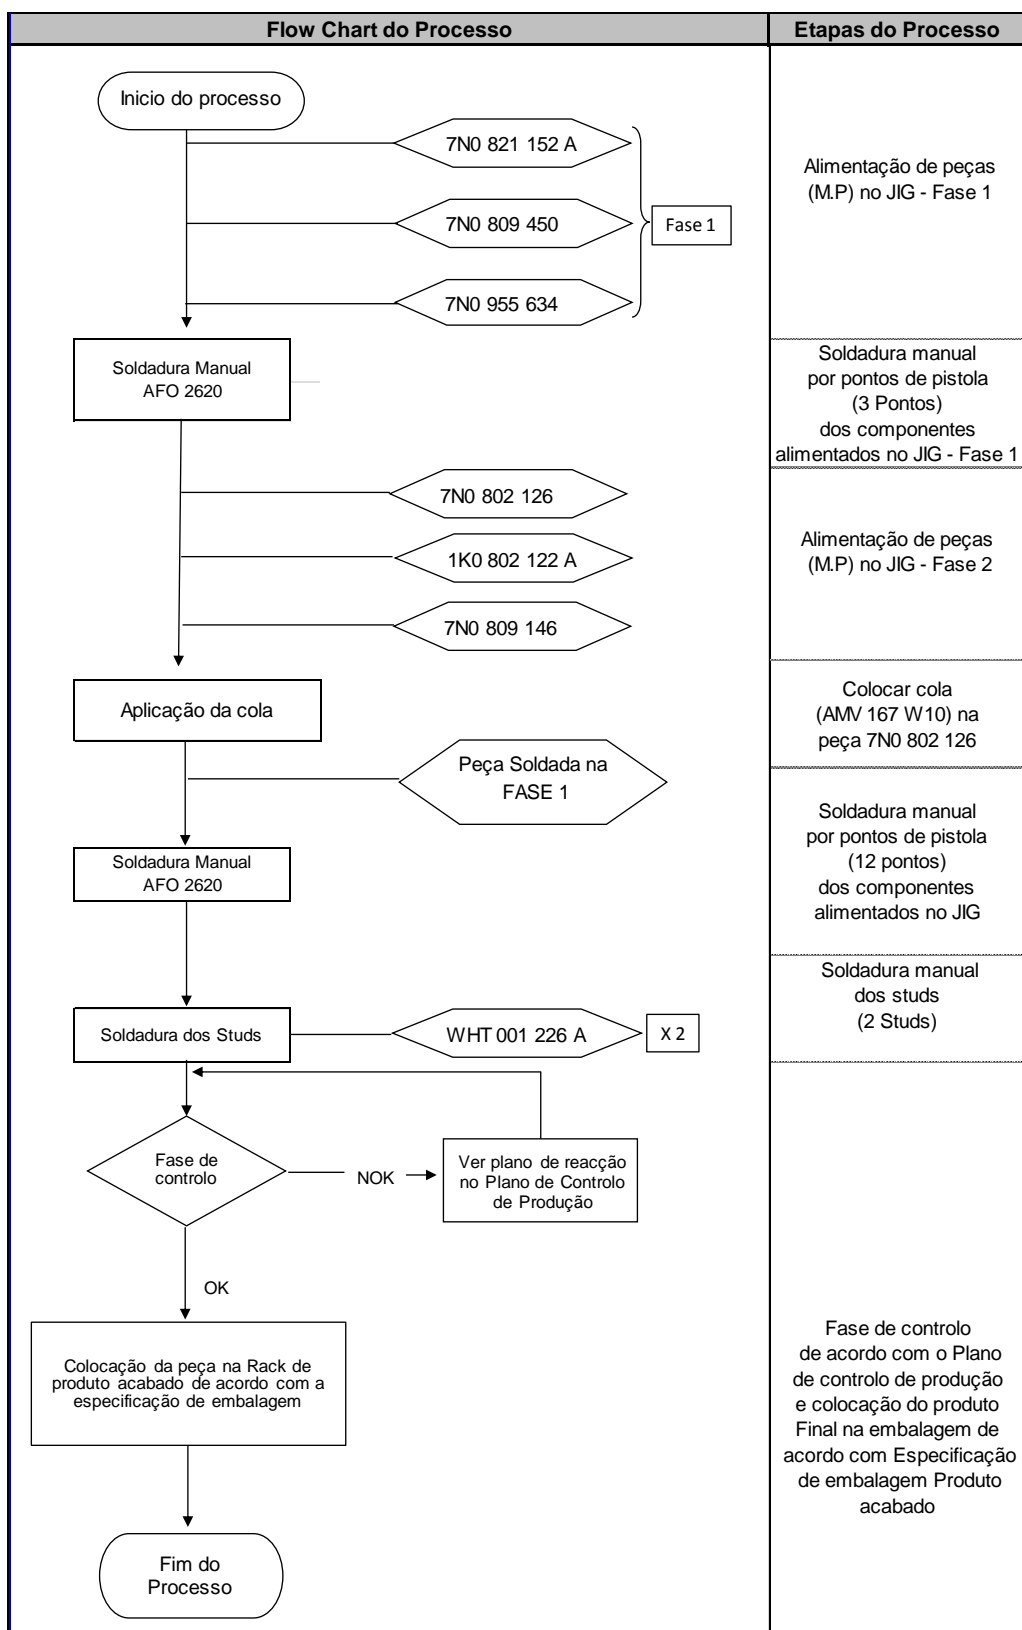 Flow Chart do Processo
Etapas do Processo
Inicio do processo
7N0 821 152 A
7N0 809 450
Fase 1
7N0 955 634
Alimentação de peças
(M.P) no JIG - Fase 1
Soldadura Manual
AFO 2620
Soldadura manual
por pontos de pistola
(3 Pontos)
dos componentes
alimentados no JIG - Fase 1
7N0 802 126
1K0 802 122 A
7N0 809 146
Alimentação de peças
(M.P) no JIG - Fase 2
Aplicação da cola
Colocar cola
(AMV 167 W10) na
peça 7N0 802 126
Peça Soldada na
FASE 1
Soldadura Manual
AFO 2620
Soldadura manual
por pontos de pistola
(12 pontos)
dos componentes
alimentados no JIG
Soldadura dos Studs
WHT 001 226 A
X 2
Soldadura manual
dos studs
(2 Studs)
Fase de
controlo
NOK
Ver plano de reacção
no Plano de Controlo
de Produção
OK
Colocação da peça na Rack de
produto acabado de acordo com a
especificação de embalagem
Fase de controlo
de acordo com o Plano
de controlo de produção
e colocação do produto
Final na embalagem de
acordo com Especificação
de embalagem Produto
acabado
Fim do
Processo